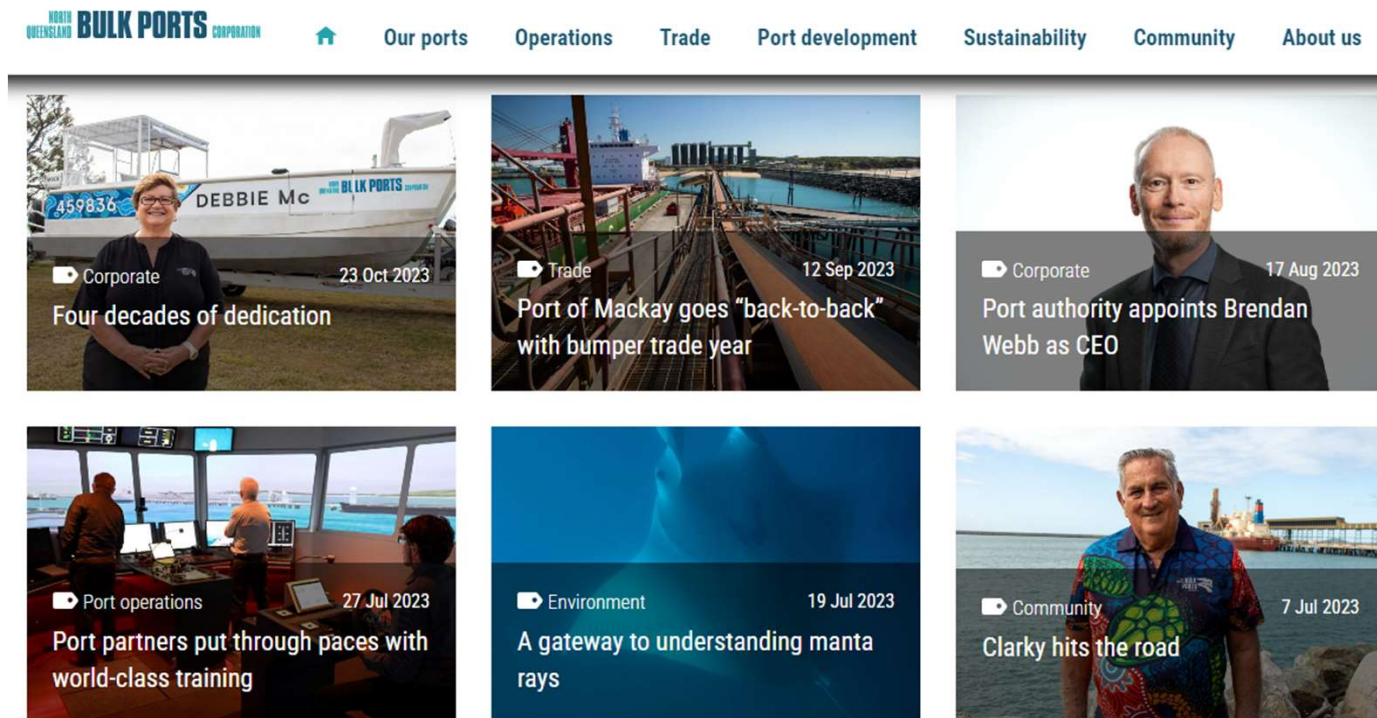 NORTH
QUEENSLAND BULK PORTS CORPORATION
Our ports Operations Trade Port development Sustainability Community About us
459836
DEBBIE Mc
BULK PORTS
Corporate 23 Oct 2023
Four decades of dedication
Trade 12 Sep 2023
Port of Mackay goes “back-to-back”
with bumper trade year
Corporate 17 Aug 2023
Port authority appoints Brendan
Webb as CEO
Port operations 27 Jul 2023
Port partners put through paces with
world-class training
Environment 19 Jul 2023
A gateway to understanding manta
rays
Community 7 Jul 2023
Clarky hits the road